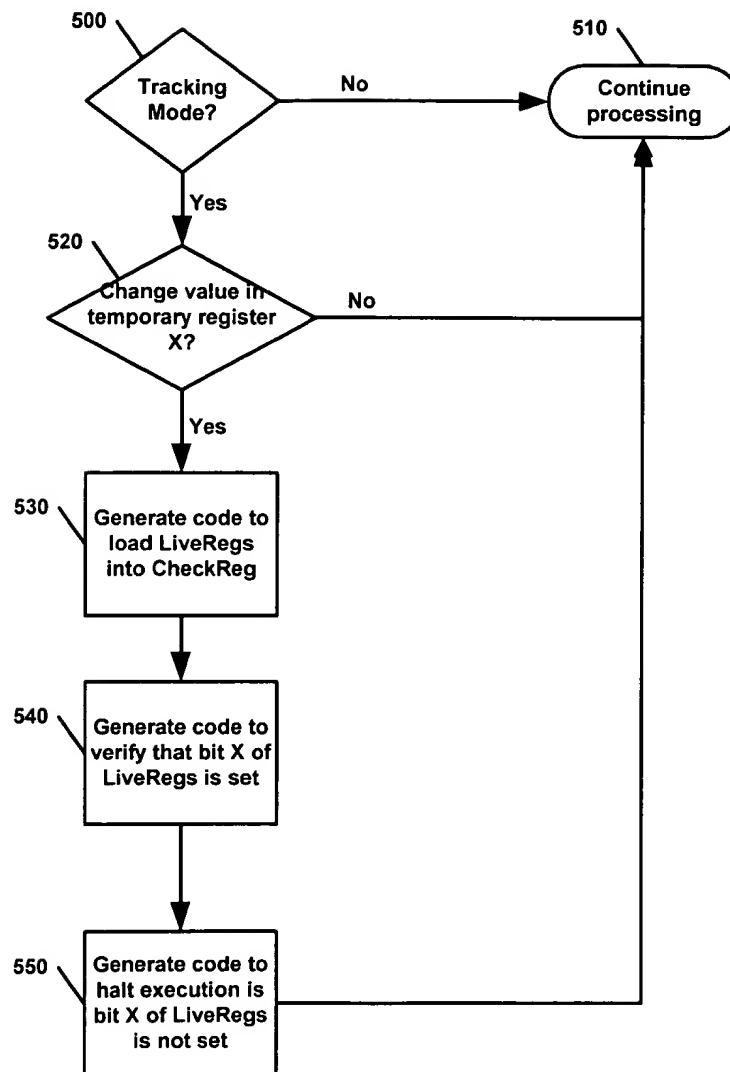 500
510
Tracking
Mode?
No
Continue
processing
Yes
520
Change value in
temporary register
X?
No
Yes
530
Generate code to
load LiveRegs
into CheckReg
540
Generate code to
verify that bit X of
LiveRegs is set
550
Generate code to
halt execution is
bit X of LiveRegs
is not set